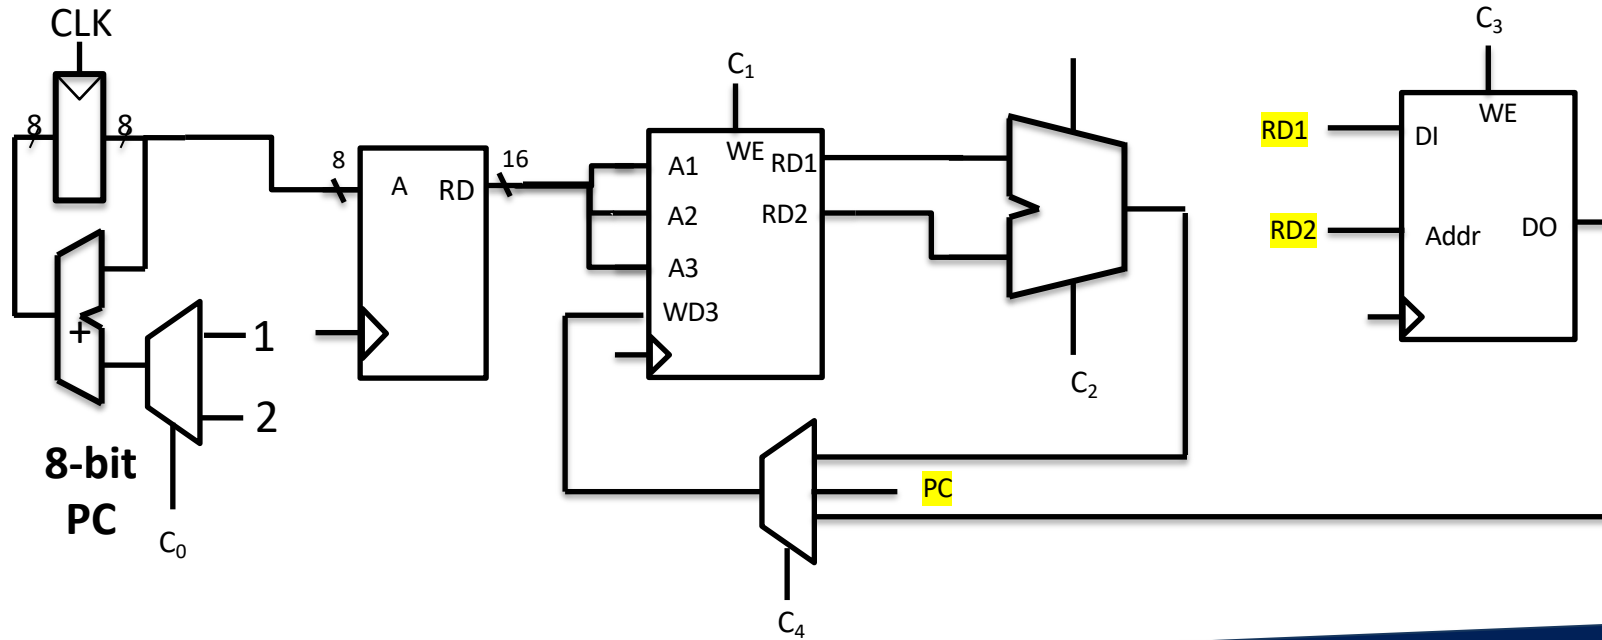 CLK
8
8
+
1
2
8-bit
PC
C₀
8
A
RD
16
C₁
WE
A1
RD1
A2
RD2
A3
WD3
C₂
PC
C₄
C₃
WE
RD1
DI
RD2
Addr
DO